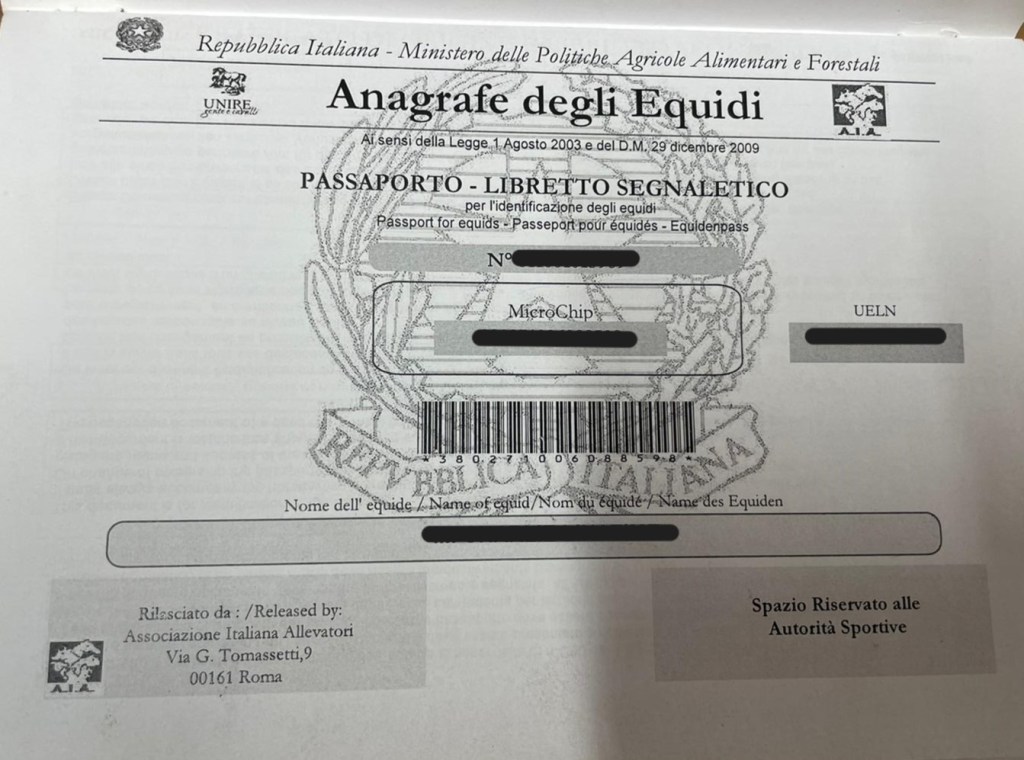 Repubblica Italiana - Ministero delle Politiche Agricole Alimentari e Forestali
UNIRE
gente e cavalli
Anagrafe degli Equidi
A.I.A.
Ai sensi della Legge 1 Agosto 2003 e del D.M. 29 dicembre 2009
PASSAPORTO - LIBRETTO SEGNALETICO
per l'identificazione degli equidi
Passport for equids - Passeport pour équidés - Equidenpass
N°
MicroChip
UELN
*380271006088598*
REPVBBLICA ITALIANA
Nome dell' equide / Name of equid/Nom du équidé / Name des Equiden
Rilasciato da : /Released by:
Associazione Italiana Allevatori
Via G. Tomassetti,9
00161 Roma
A.I.A.
Spazio Riservato alle
Autorità Sportive